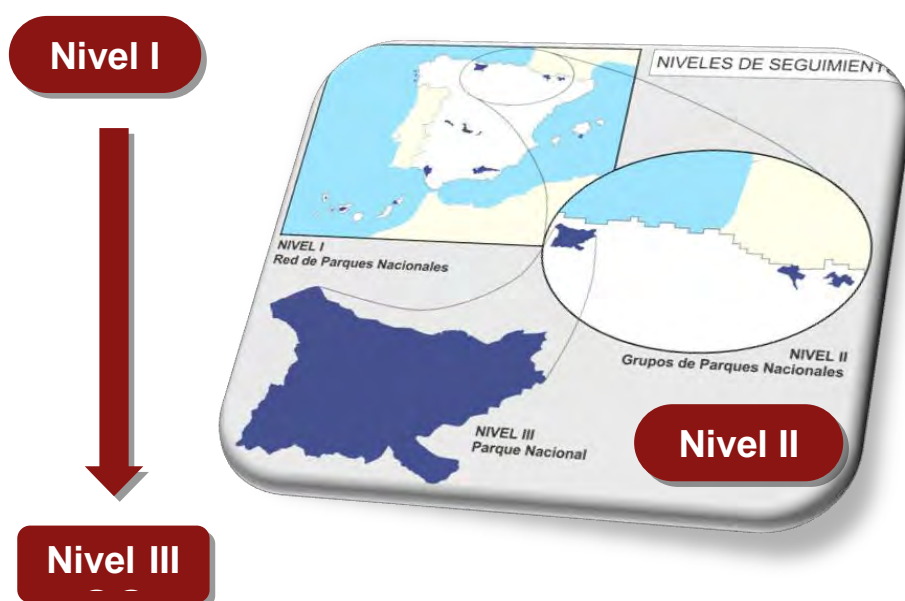 Nivel I
NIVELES DE SEGUIMIENTO
NIVEL I
Red de Parques Nacionales
NIVEL II
Grupos de Parques Nacionales
NIVEL III
Parque Nacional
Nivel II
Nivel III